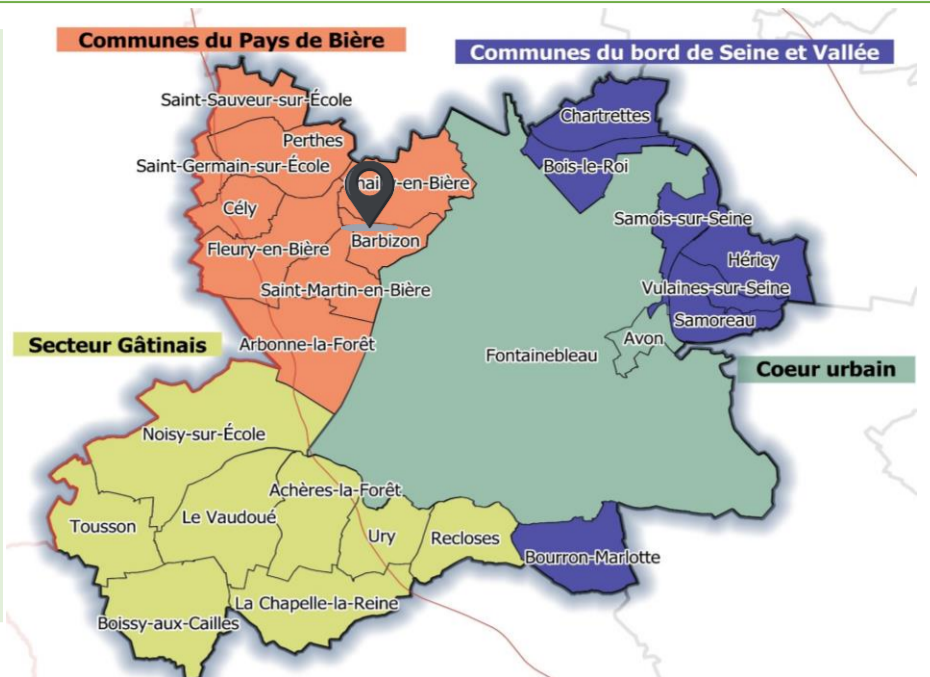 Communes du Pays de Bière
Communes du bord de Seine et Vallée
Saint-Sauveur-sur-École
Chartrettes
Perthes
Saint-Germain-sur-École
Bois-le-Roi
-en-Bière
Cély
Samois-sur-Seine
Fleury-en-Bière
Barbizon
Héricy
Saint-Martin-en-Bière
Vulaines-sur-Seine
Samoreau
Secteur Gâtinais
Arbonne-la-Forêt
Avon
Fontainebleau
Coeur urbain
Noisy-sur-École
Achères-la-Forêt
Tousson
Le Vaudoué
Ury
Recloses
Bourron-Marlotte
La Chapelle-la-Reine
Boissy-aux-Cailles